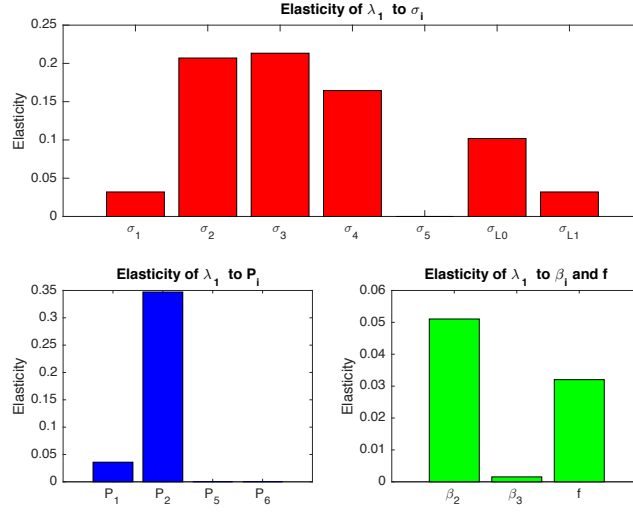 Elasticity of λ₁ to σᵢ
Elasticity
0.25
0.2
0.15
0.1
0.05
0
σ₁ σ₂ σ₃ σ₄ σ₅ σ_L0 σ_L1
Elasticity of λ₁ to Pᵢ
Elasticity
0.35
0.3
0.25
0.2
0.15
0.1
0.05
0
P₁ P₂ P₅ P₆
Elasticity of λ₁ to βᵢ and f
Elasticity
0.06
0.05
0.04
0.03
0.02
0.01
0
β₂ β₃ f